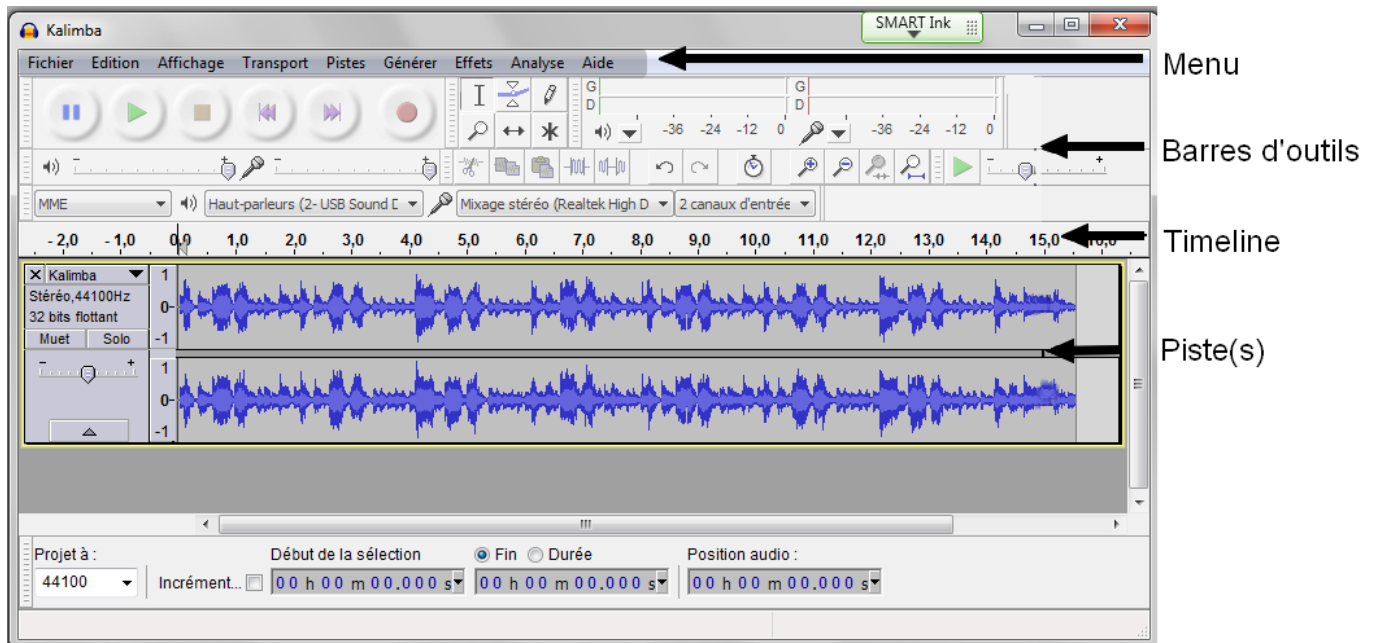 Kalimba
SMART Ink
Fichier Edition Affichage Transport Pistes Générer Effets Analyse Aide
Menu
G
D
-36 -24 -12 0
G
D
-36 -24 -12 0
Barres d'outils
- +
- +
- +
MME
Haut-parleurs (2- USB Sound
Mixage stéréo (Realtek High D
2 canaux d'entrée
- 2,0 - 1,0 0,0 1,0 2,0 3,0 4,0 5,0 6,0 7,0 8,0 9,0 10,0 11,0 12,0 13,0 14,0 15,0
Timeline
X Kalimba
Stéréo,44100Hz
32 bits flottant
Muet Solo
- +
1
0-
-1
1
0-
-1
Piste(s)
Projet à :
44100
Incrément...
Début de la sélection
00 h 00 m 00.000 s
Fin Durée
00 h 00 m 00.000 s
Position audio :
00 h 00 m 00.000 s